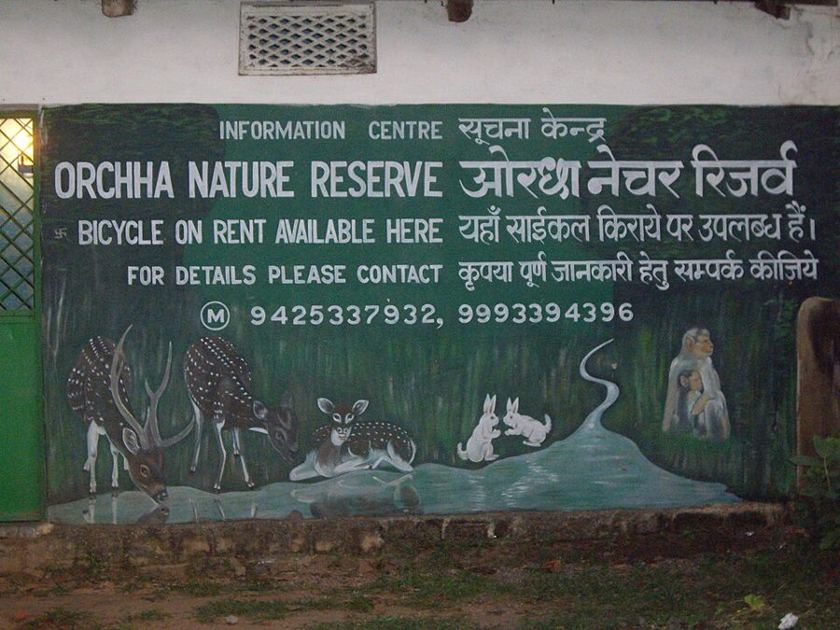 INFORMATION CENTRE सूचना केन्द्र
ORCHHA NATURE RESERVE ओरछा नेचर रिजर्व
卐 BICYCLE ON RENT AVAILABLE HERE यहाँ साईकल किराये पर उपलब्ध हैं।
FOR DETAILS PLEASE CONTACT कृपया पूर्ण जानकारी हेतु सम्पर्क कीजिये
Ⓜ 9425337932, 9993394396